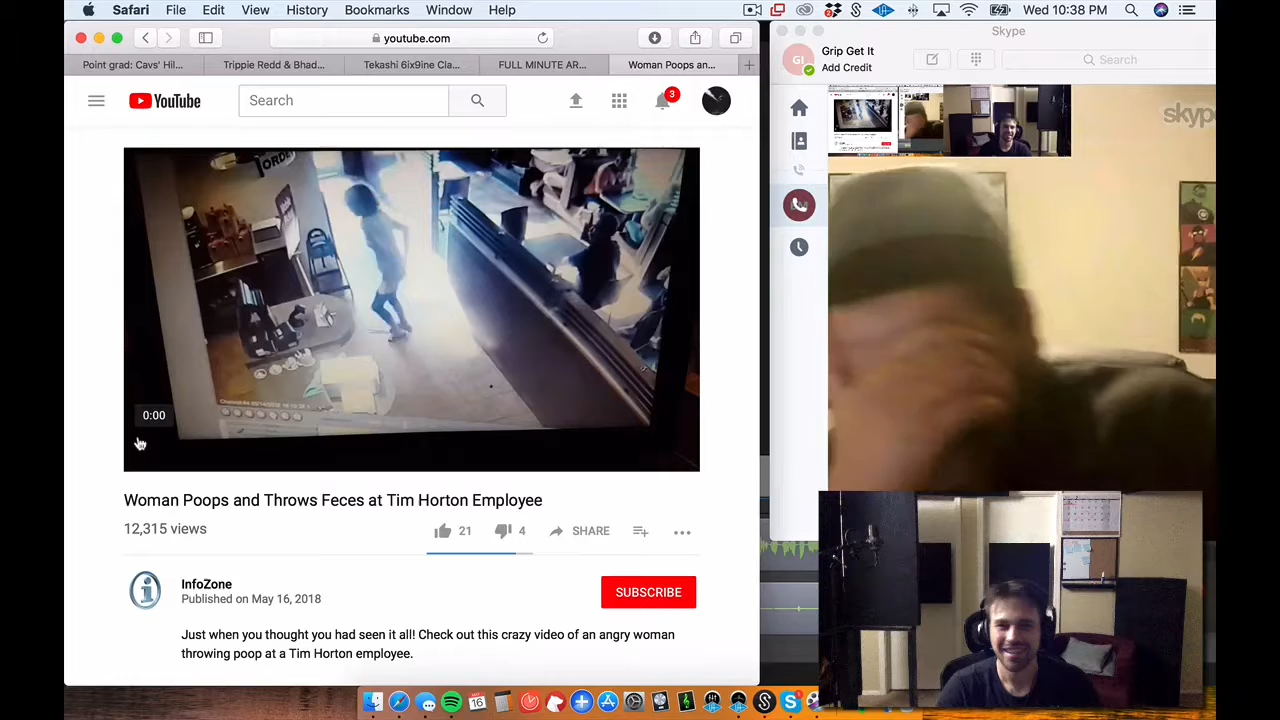 Safari File Edit View History Bookmarks Window Help
Wed 10:38 PM
youtube.com
Point grad: Cavs' Hil...
Trippie Redd & Bhad...
Tekashi 6ix9ine Cla...
FULL MINUTE AR...
Woman Poops an...
YouTube
Search
3
ORDER
0:00
Woman Poops and Throws Feces at Tim Horton Employee
12,315 views
21
4
SHARE
InfoZone
Published on May 16, 2018
SUBSCRIBE
Just when you thought you had seen it all! Check out this crazy video of an angry woman
throwing poop at a Tim Horton employee.
Skype
GI
Grip Get It
Add Credit
Search
skyp
16